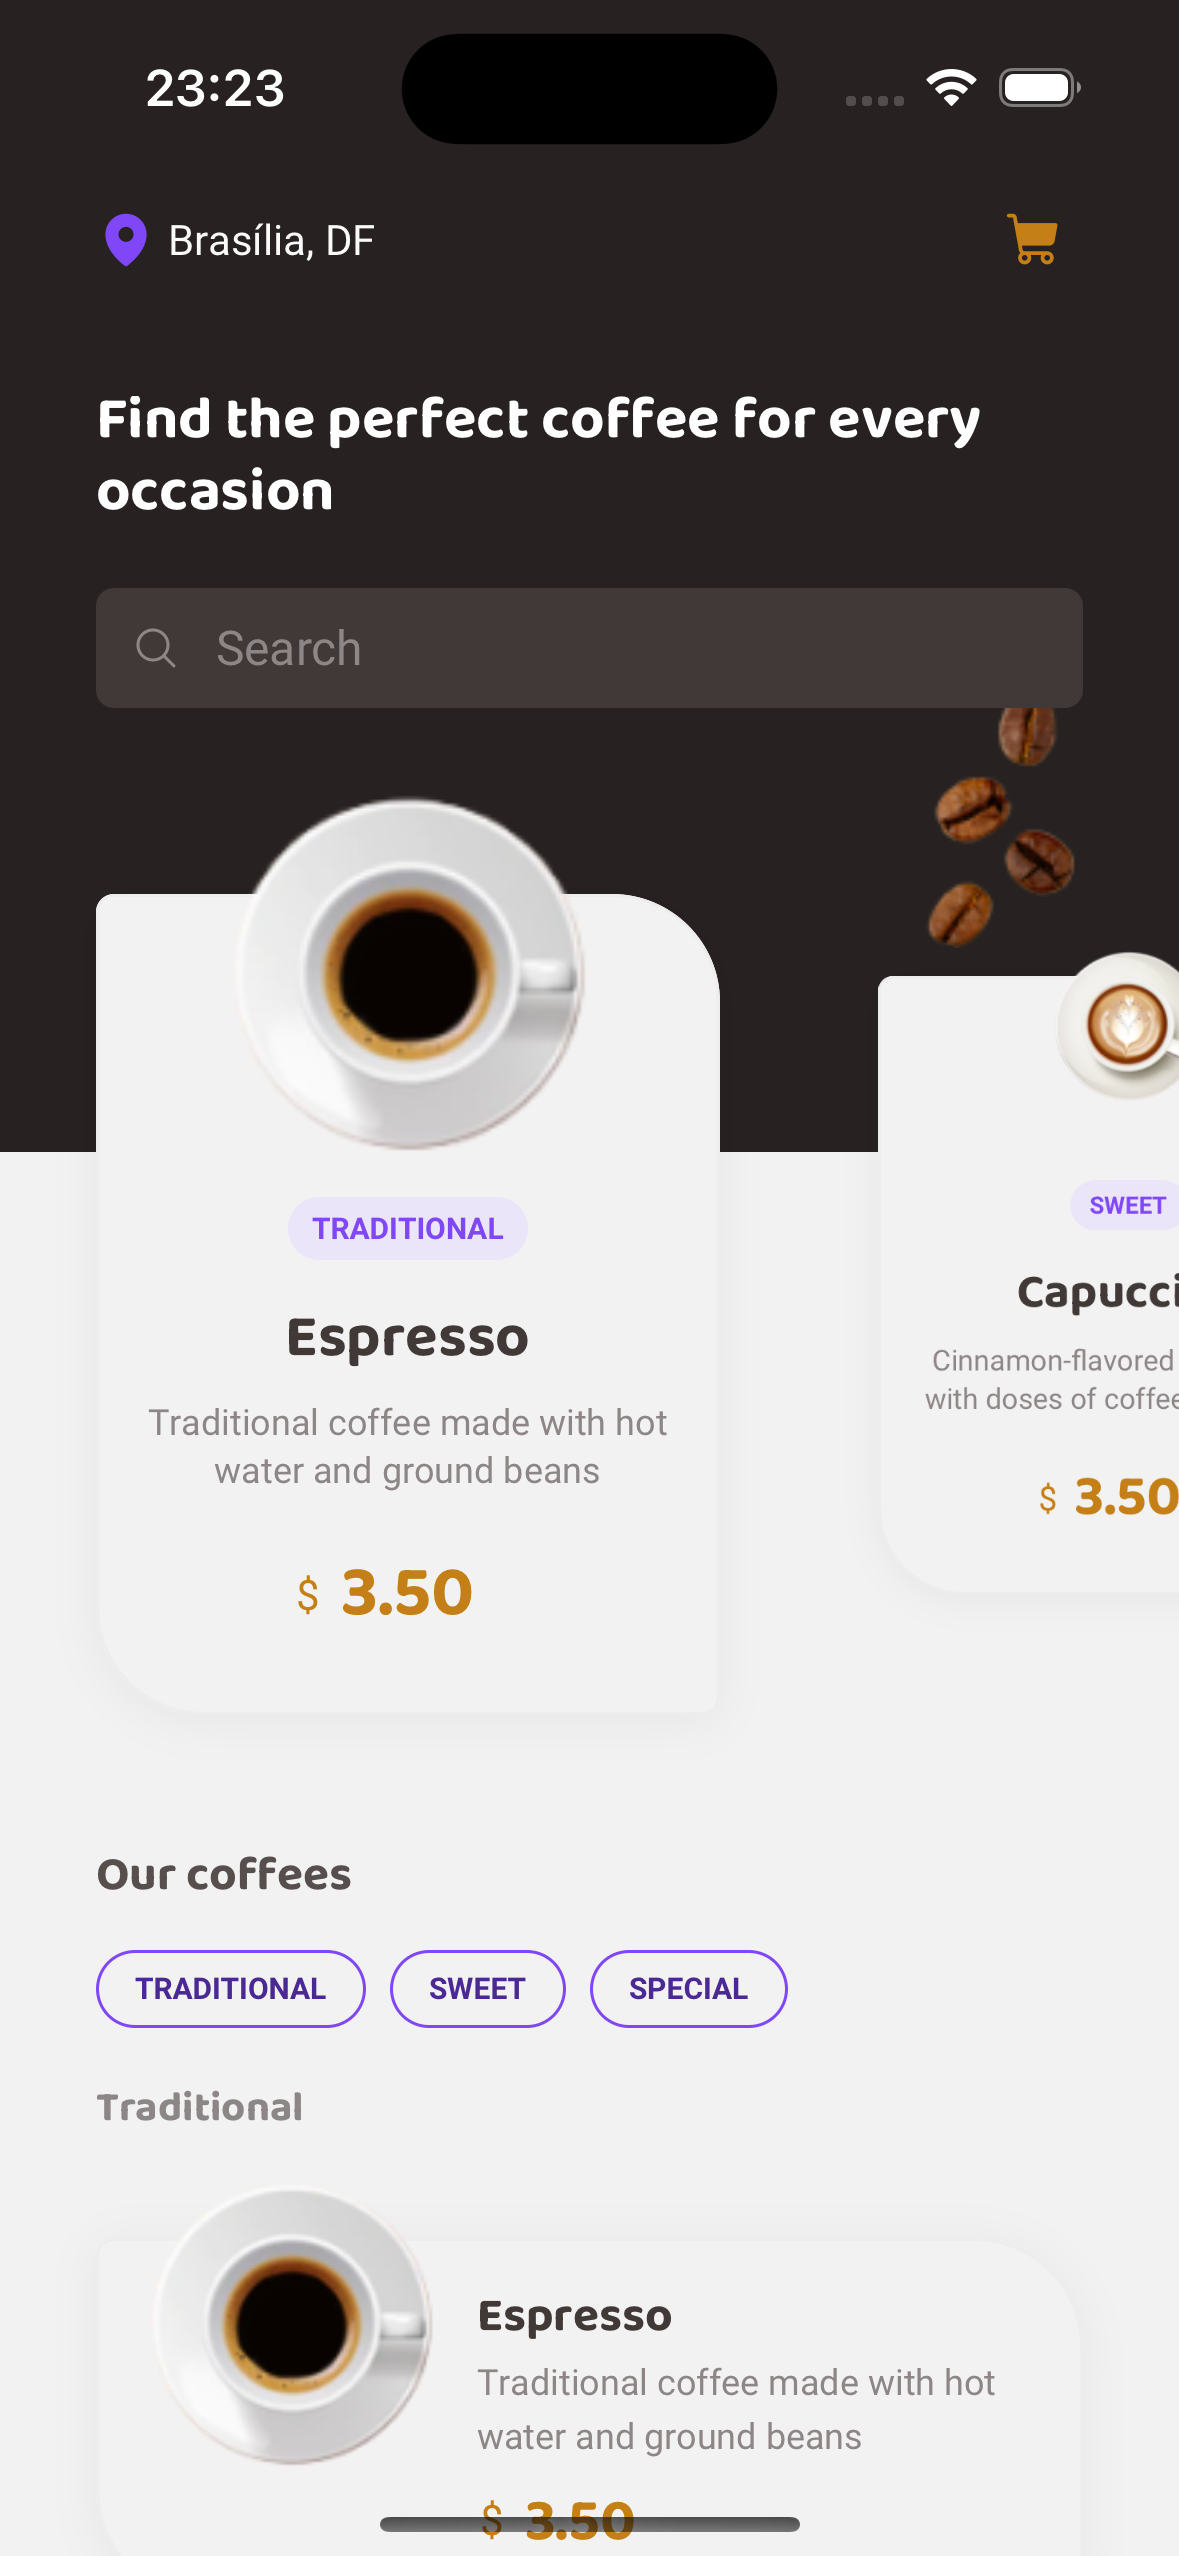 23:23
Brasília, DF
Find the perfect coffee for every
occasion
Search
TRADITIONAL
Espresso
Traditional coffee made with hot
water and ground beans
$ 3.50
SWEET
Capucci
Cinnamon-flavored
with doses of coffee
$ 3.50
Our coffees
TRADITIONAL
SWEET
SPECIAL
Traditional
Espresso
Traditional coffee made with hot
water and ground beans
$ 3.50